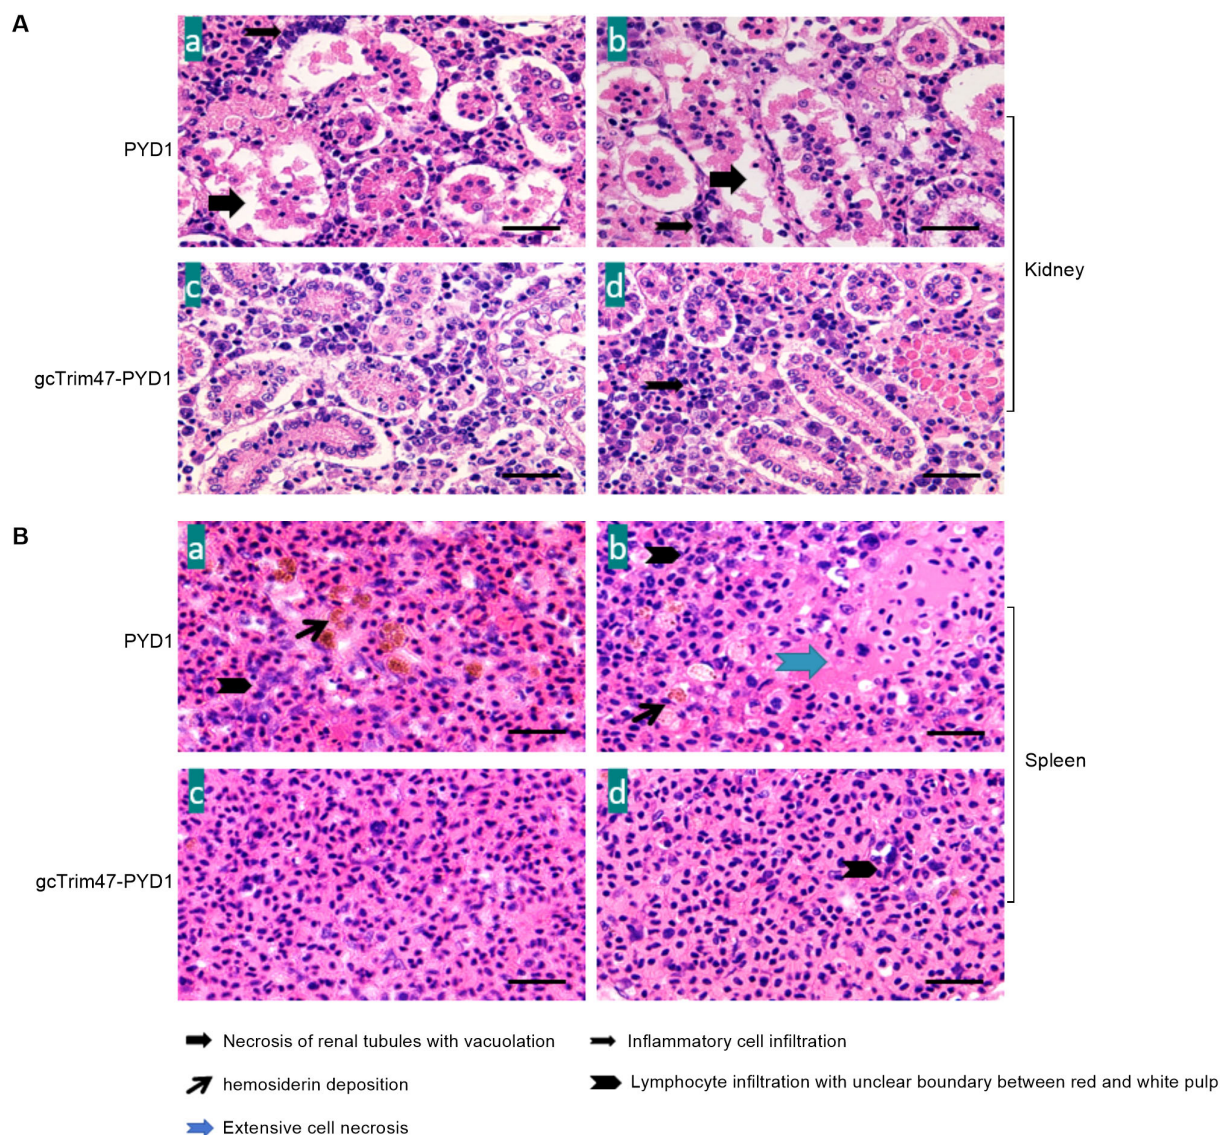 A
a
b
PYD1
Kidney
c
d
gcTrim47-PYD1
B
a
b
PYD1
Spleen
c
d
gcTrim47-PYD1
Necrosis of renal tubules with vacuolation
Inflammatory cell infiltration
hemosiderin deposition
Lymphocyte infiltration with unclear boundary between red and white pulp
Extensive cell necrosis